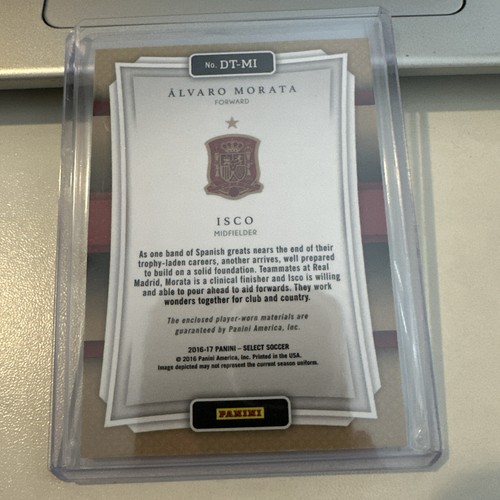 No. DT-MI
ÁLVARO MORATA
FORWARD
ISCO
MIDFIELDER
As one band of Spanish greats nears the end of their
trophy-laden careers, another arrives, well prepared
to build on a solid foundation. Teammates at Real
Madrid, Morata is a clinical finisher and Isco is willing
and able to pour ahead to aid forwards. They work
wonders together for club and country.
The enclosed player-worn materials are
guaranteed by Panini America, Inc.
2016-17 PANINI – SELECT SOCCER
© 2016 Panini America, Inc. Printed in the USA.
Image depicted may not represent the current season uniform.
PANINI